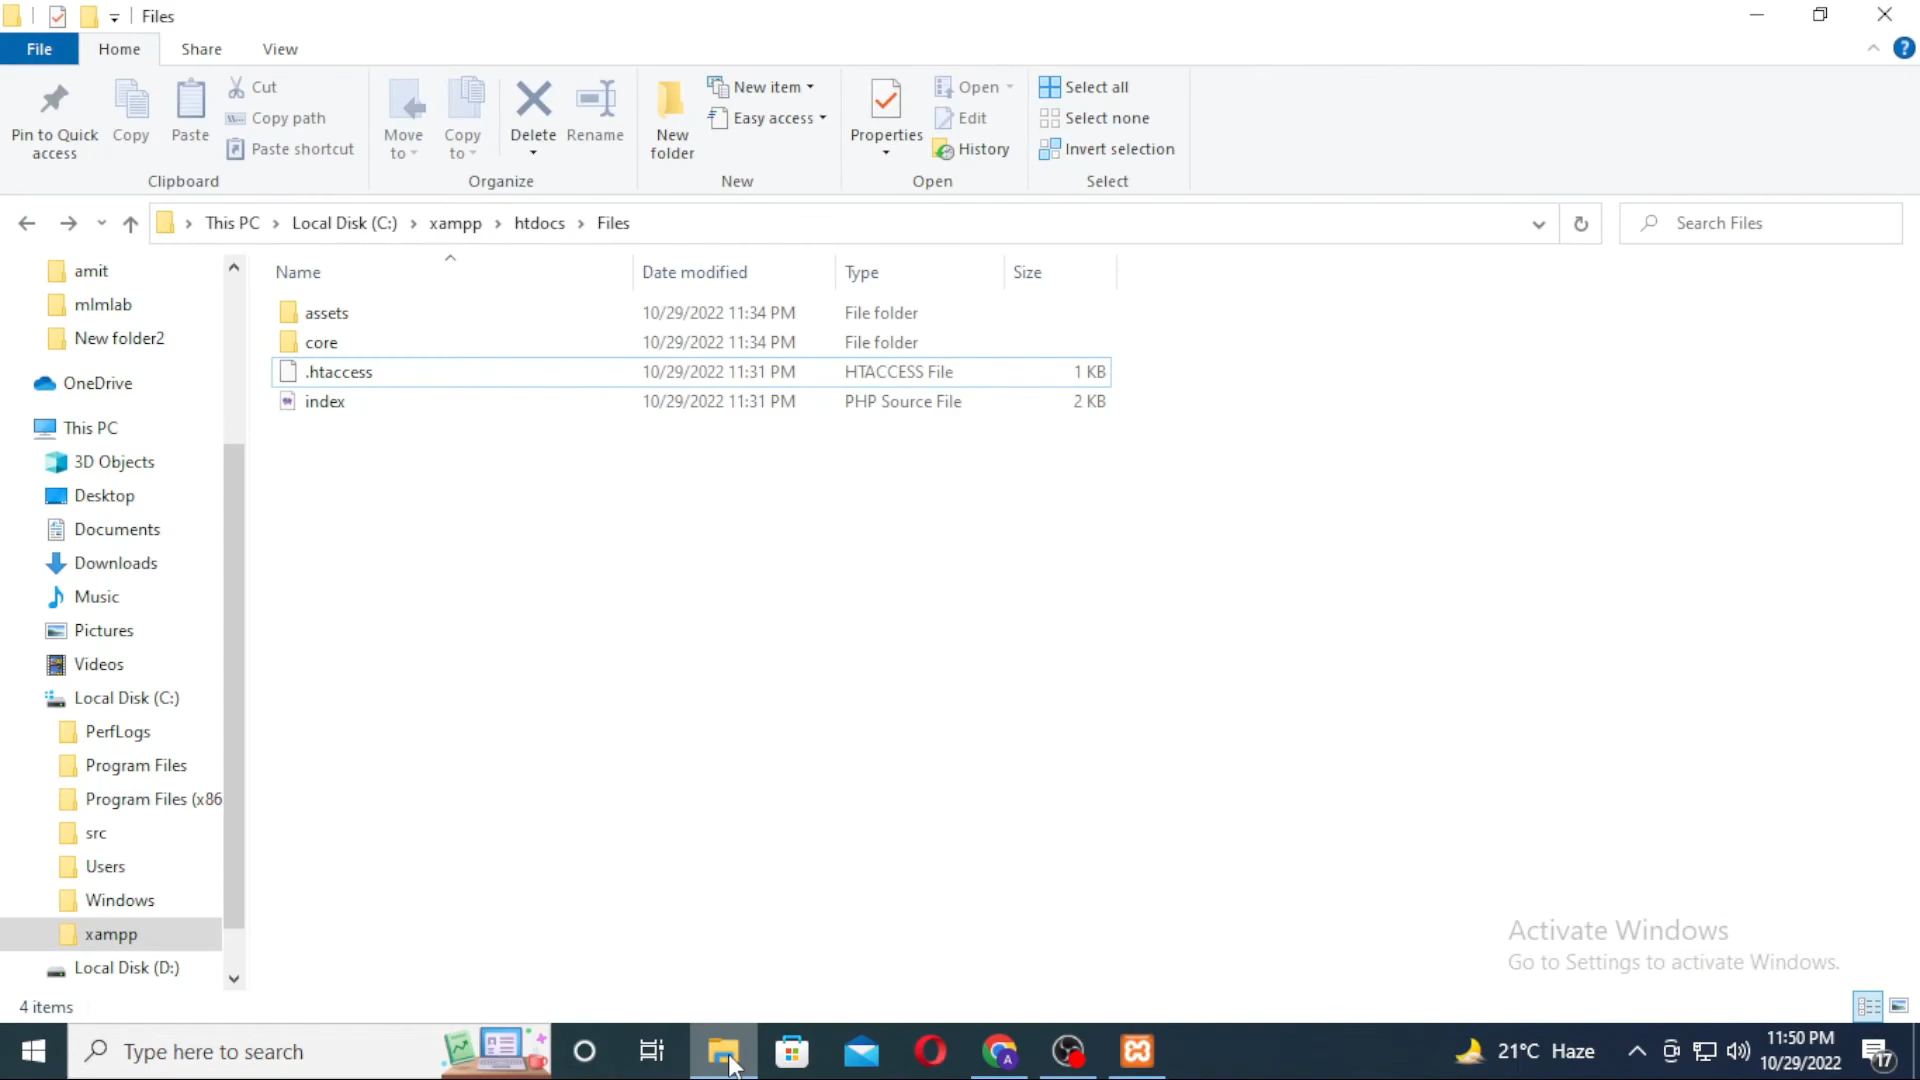 Files
File Home Share View
Pin to Quick access
Copy
Paste
Cut
Copy path
Paste shortcut
Clipboard
Move to
Copy to
Delete
Rename
Organize
New folder
New item
Easy access
New
Properties
Open
Edit
History
Open
Select all
Select none
Invert selection
Select
This PC > Local Disk (C:) > xampp > htdocs > Files
Search Files
amit
mlmlab
New folder2
OneDrive
This PC
3D Objects
Desktop
Documents
Downloads
Music
Pictures
Videos
Local Disk (C:)
PerfLogs
Program Files
Program Files (x86
src
Users
Windows
xampp
Local Disk (D:)
Name Date modified Type Size
assets 10/29/2022 11:34 PM File folder
core 10/29/2022 11:34 PM File folder
.htaccess 10/29/2022 11:31 PM HTACCESS File 1 KB
index 10/29/2022 11:31 PM PHP Source File 2 KB
Activate Windows
Go to Settings to activate Windows.
4 items
Type here to search
A
21°C Haze
11:50 PM
10/29/2022
17